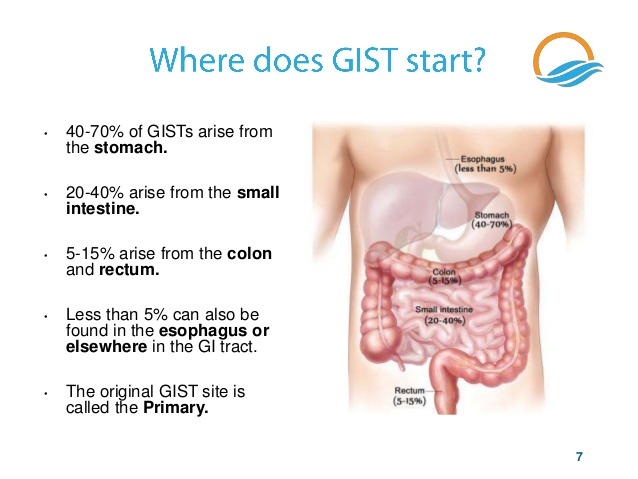 Where does GIST start?
• 40-70% of GISTs arise from
the stomach.
• 20-40% arise from the small
intestine.
• 5-15% arise from the colon
and rectum.
• Less than 5% can also be
found in the esophagus or
elsewhere in the GI tract.
• The original GIST site is
called the Primary.
Esophagus
(less than 5%)
Stomach
(40-70%)
Colon
(5-15%)
Small intestine
(20-40%)
Rectum
(5-15%)
7